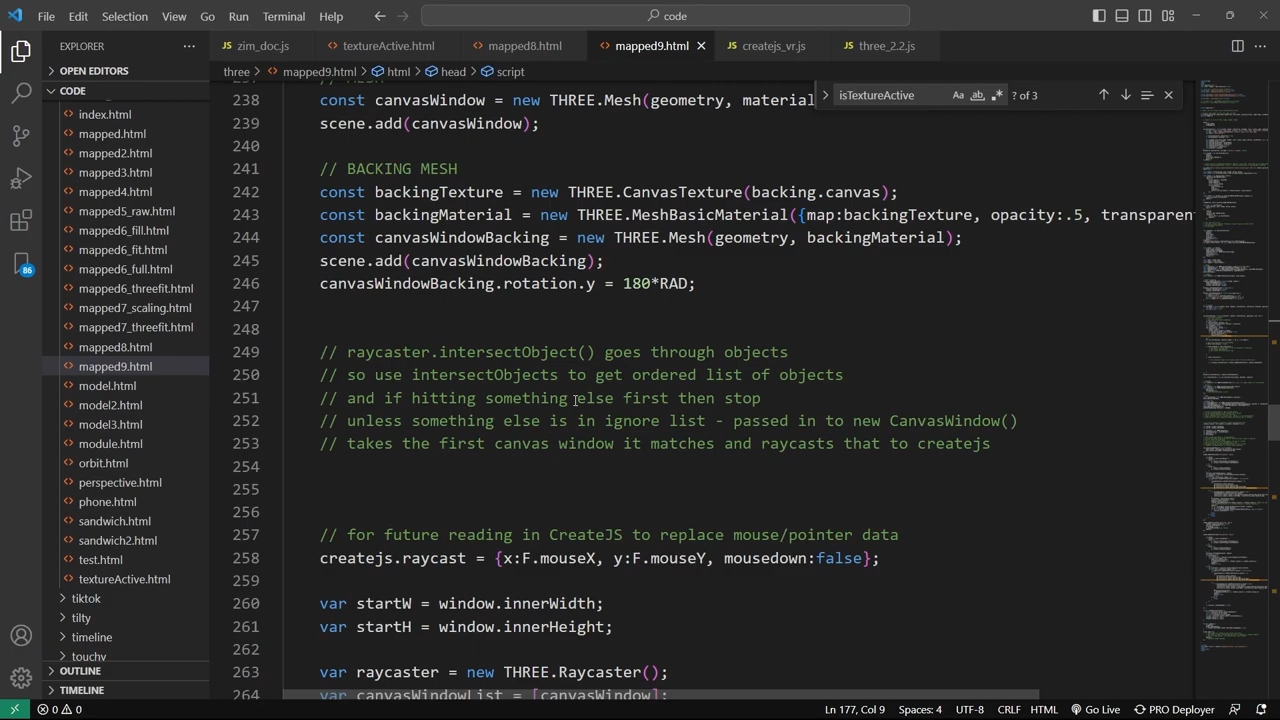 File Edit Selection View Go Run Terminal Help code
EXPLORER
zim_doc.js textureActive.html mapped8.html mapped9.html createjs_vr.js three_2.2.js
OPEN EDITORS
three > mapped9.html > html > head > script
CODE
isTextureActive ab ? of 3
index.html
mapped.html
mapped2.html
mapped3.html
mapped4.html
mapped5_raw.html
mapped6_fill.html
mapped6_fit.html
mapped6_full.html
mapped6_threefit.html
mapped7_scaling.html
mapped7_threefit.html
mapped8.html
mapped9.html
model.html
model2.html
model3.html
module.html
orbit.html
perspective.html
phone.html
sandwich.html
sandwich2.html
test.html
textureActive.html
tiktok
tilty
timeline
touchy
OUTLINE
TIMELINE
86
238 const canvasWindow = new THREE.Mesh(geometry, material
239 scene.add(canvasWindow);
240
241 // BACKING MESH
242 const backingTexture = new THREE.CanvasTexture(backing.canvas);
243 const backingMaterial = new THREE.MeshBasicMaterial({map:backingTexture, opacity:.5, transparent
244 const canvasWindowBacking = new THREE.Mesh(geometry, backingMaterial);
245 scene.add(canvasWindowBacking);
246 canvasWindowBacking.rotation.y = 180*RAD;
247
248
249 // raycaster.intersectObject() goes through objects
250 // so use intersectObjects to get ordered list of objects
251 // and if hitting something else first then stop
252 // unless hitting object is in ignore list - passed in to new CanvasWindow()
253 // takes the first canvas window it matches and raycasts that to createjs
254
255
256
257 //For future reading in CreateJS to replace mouse pointer data
258 createjs.raycast = {x:F.mouseX, y:F.mouseY, mousedown:false};
259
260 var startW = window.innerWidth;
261 var startH = window.innerHeight;
262
263 var raycaster = new THREE.Raycaster();
264 var canvasWindowList = [canvasWindow];
0 0 Ln 177, Col 9 Spaces: 4 UTF-8 CRLF HTML Go Live PRO Deployer